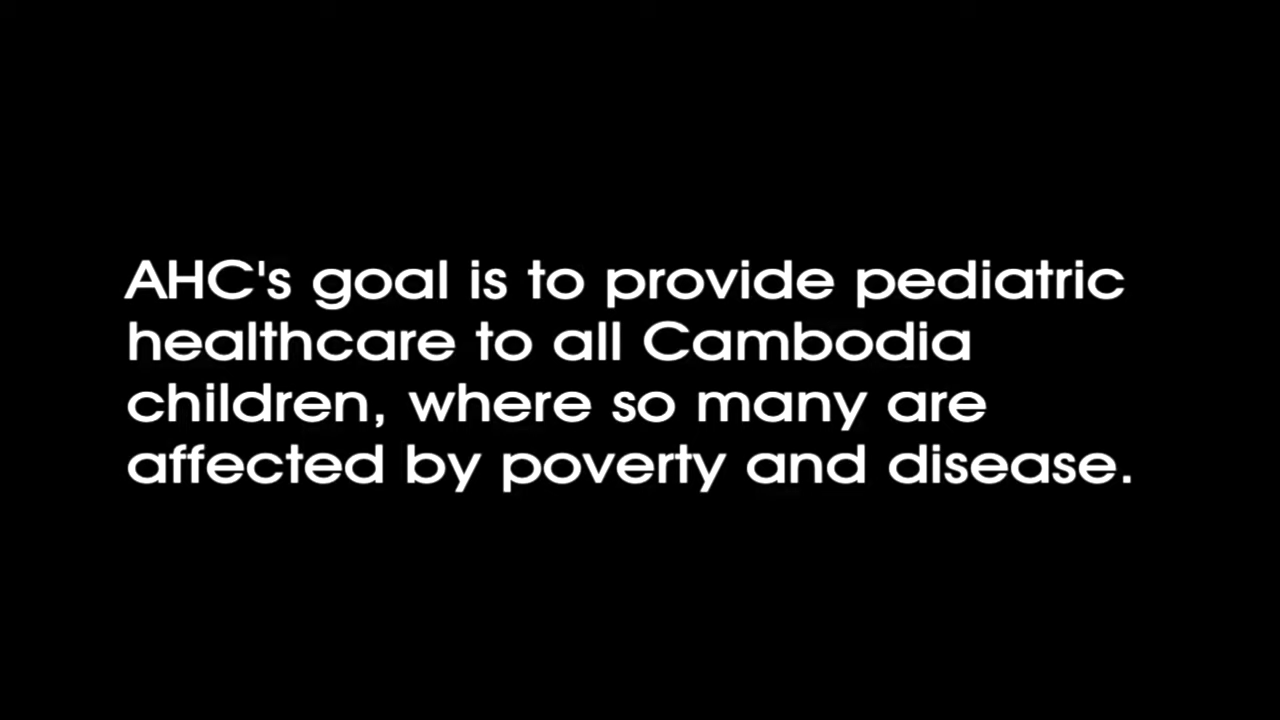 AHC's goal is to provide pediatric
healthcare to all Cambodia
children, where so many are
affected by poverty and disease.